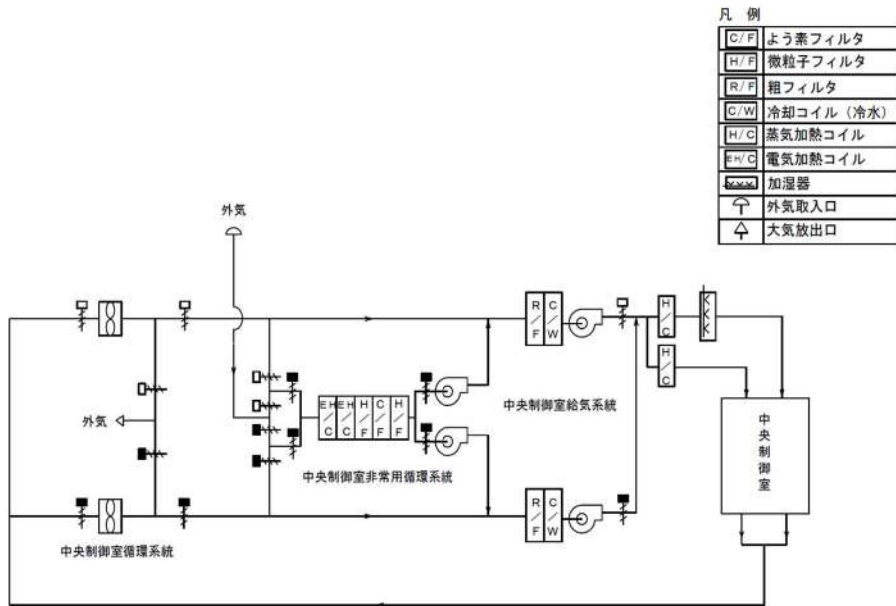 凡 例
C/F よう素フィルタ
H/F 微粒子フィルタ
R/F 粗フィルタ
C/W 冷却コイル（冷水）
H/C 蒸気加熱コイル
EH/C 電気加熱コイル
加湿器
外気取入口
大気放出口
外気
R/F C/W
H/C
H/C
外気
EH/C EH/C H/F C/F H/F
中央制御室給気系統
中央制御室
中央制御室非常用循環系統
R/F C/W
中央制御室循環系統